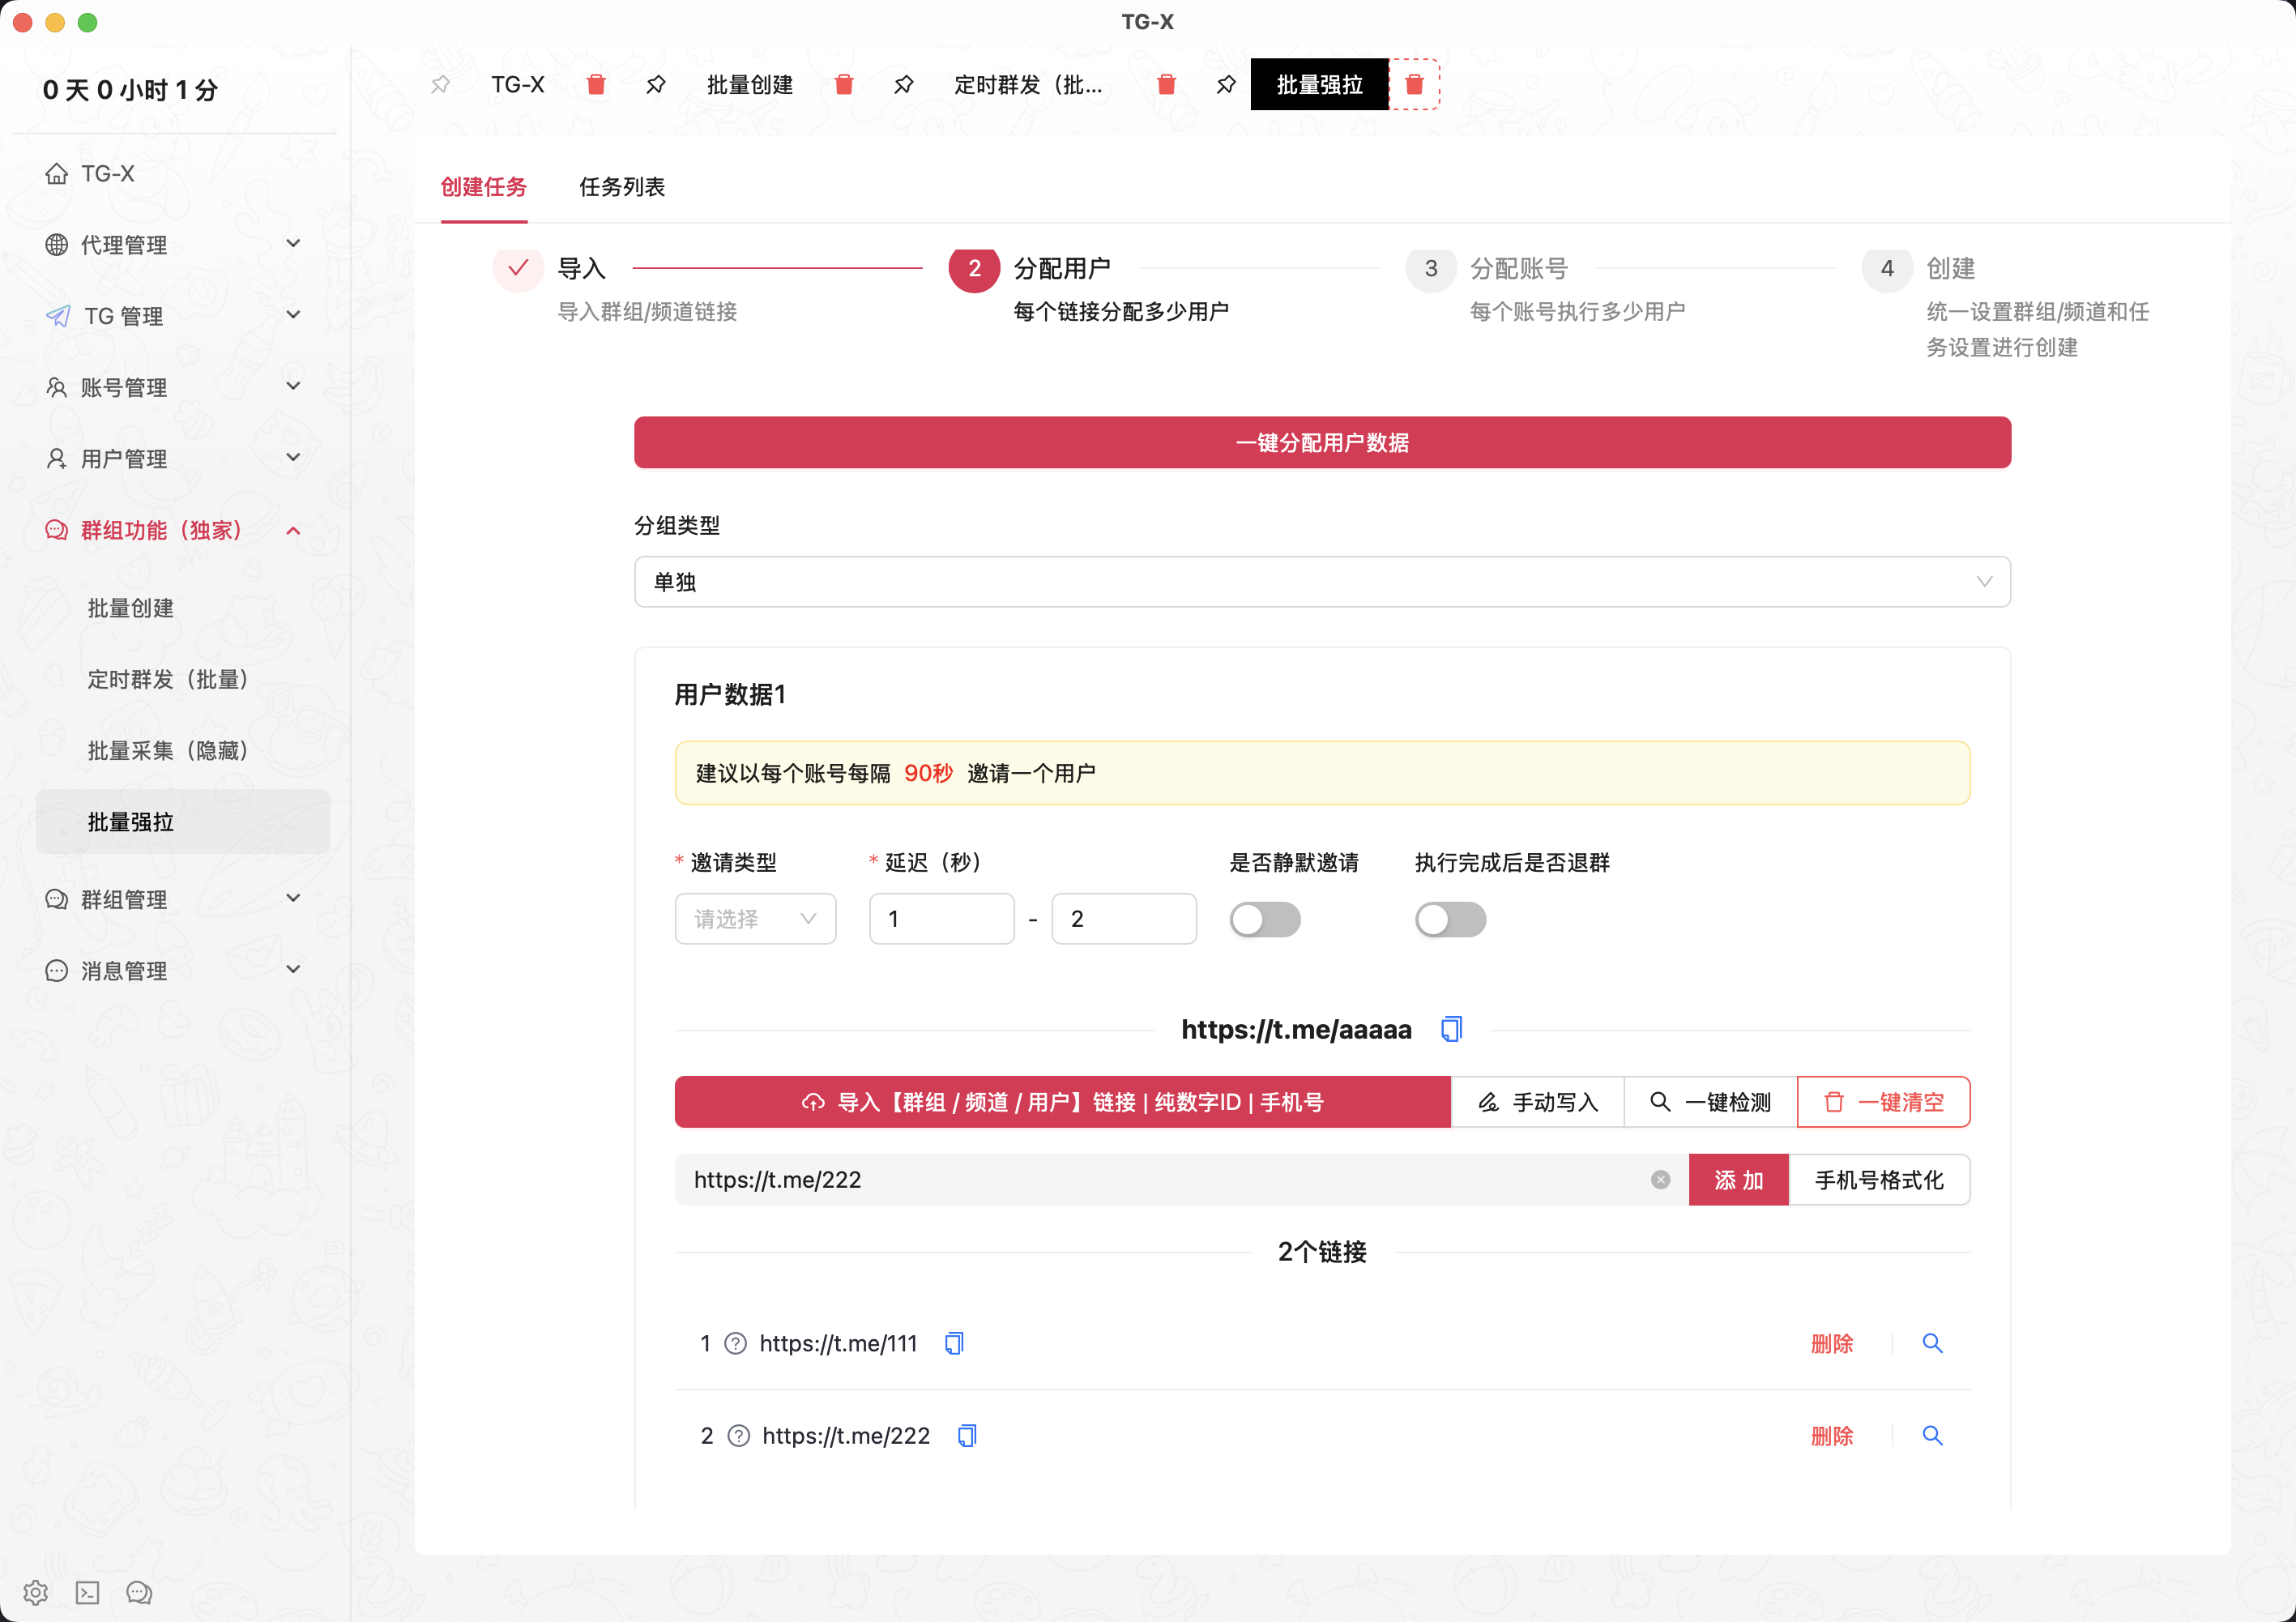 TG-X
0 天 0 小时 1 分
TG-X
代理管理
TG 管理
账号管理
用户管理
群组功能（独家）
批量创建
定时群发（批量）
批量采集（隐藏）
批量强拉
群组管理
消息管理
TG-X 批量创建 定时群发（批... 批量强拉
创建任务 任务列表
导入 2 分配用户 3 分配账号 4 创建
导入群组/频道链接 每个链接分配多少用户 每个账号执行多少用户 统一设置群组/频道和任
务设置进行创建
一键分配用户数据
分组类型
单独
用户数据1
建议以每个账号每隔 90秒 邀请一个用户
* 邀请类型 * 延迟（秒） 是否静默邀请 执行完成后是否退群
请选择 1 - 2
https://t.me/aaaaa
导入【群组 / 频道 / 用户】链接 | 纯数字ID | 手机号 手动写入 一键检测 一键清空
https://t.me/222 添 加 手机号格式化
2个链接
1 https://t.me/111 删除
2 https://t.me/222 删除